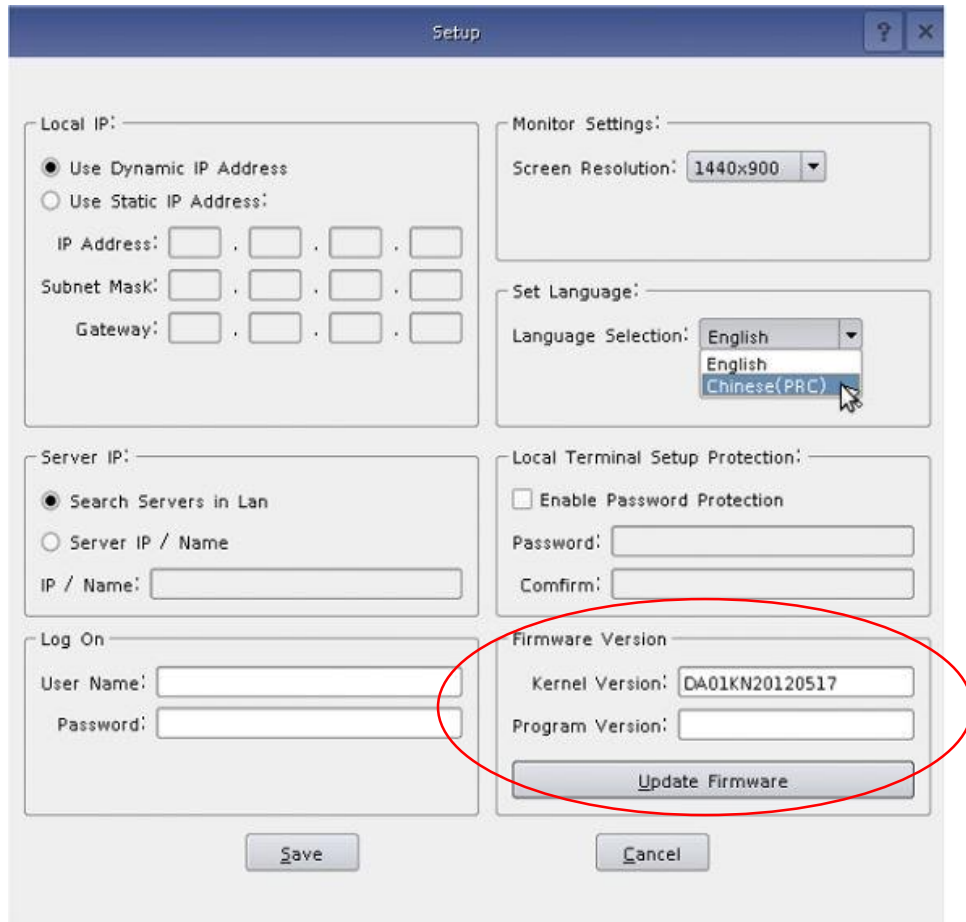 Setup
?
Local IP:
Use Dynamic IP Address
Use Static IP Address:
IP Address: . . .
Subnet Mask: . . .
Gateway: . . .
Monitor Settings:
Screen Resolution: 1440x900
Set Language:
Language Selection: English
English
Chinese(PRC)
Server IP:
Search Servers in Lan
Server IP / Name
IP / Name:
Local Terminal Setup Protection:
Enable Password Protection
Password:
Comfirm:
Log On
User Name:
Password:
Firmware Version
Kernel Version: DA01KN20120517
Program Version:
Update Firmware
Save
Cancel